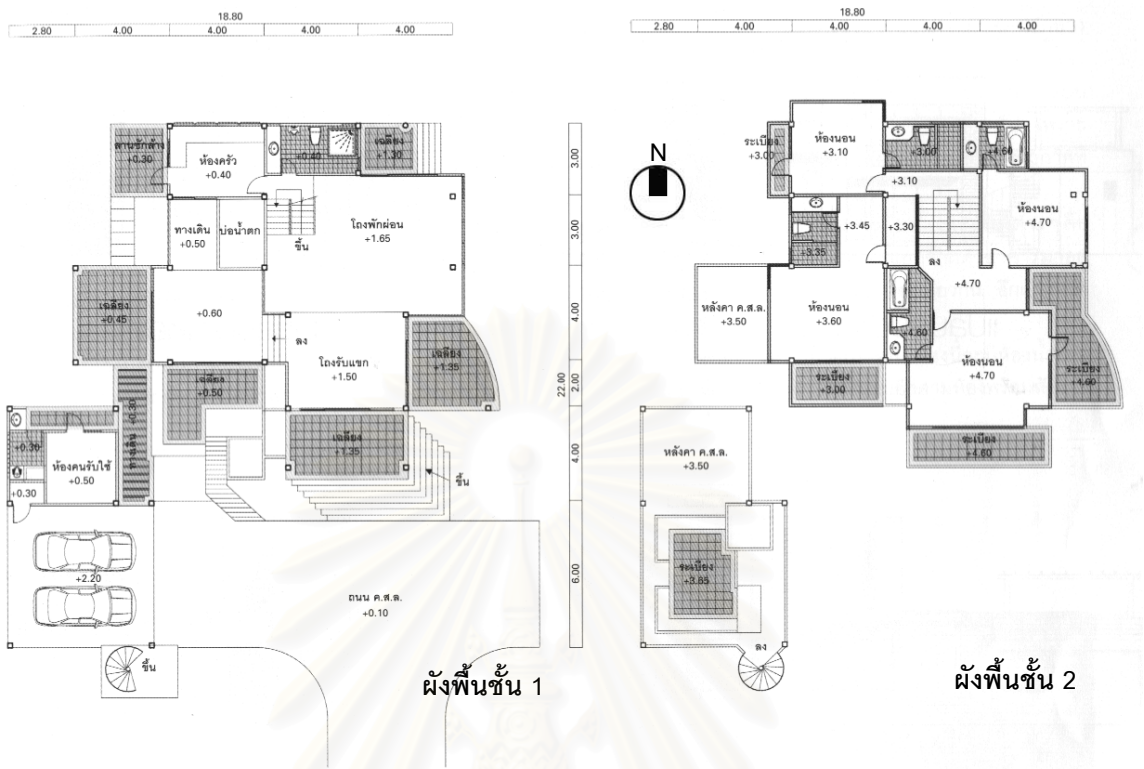 18.80
2.80 4.00 4.00 4.00 4.00
ลานซักล้าง
+0.30
ห้องครัว
+0.40
+0.40
เฉลียง
+1.30
ทางเดิน
+0.50
บ่อน้ำตก
ขึ้น
โถงพักผ่อน
+1.65
เฉลียง
+0.45
+0.60
ลง
โถงรับแขก
+1.50
เฉลียง
+1.35
เฉลียง
+0.50
เฉลียง
+1.35
ขึ้น
+0.30
ห้องคนรับใช้
+0.50
+0.30
ทางเดิน +0.30
+2.20
ถนน ค.ส.ล.
+0.10
ขึ้น
ผังพื้นชั้น 1
3.00
3.00
4.00
2.00
4.00
6.00
22.00
N
18.80
2.80 4.00 4.00 4.00 4.00
ระเบียง
+3.00
ห้องนอน
+3.10
+3.00
+4.60
+3.10
ห้องนอน
+4.70
+3.45
+3.30
+3.35
ลง
+4.70
หลังคา ค.ส.ล.
+3.50
ห้องนอน
+3.60
+4.60
ห้องนอน
+4.70
ระเบียง
+4.60
ระเบียง
+3.00
ระเบียง
+4.60
หลังคา ค.ส.ล.
+3.50
ระเบียง
+3.65
ลง
ผังพื้นชั้น 2